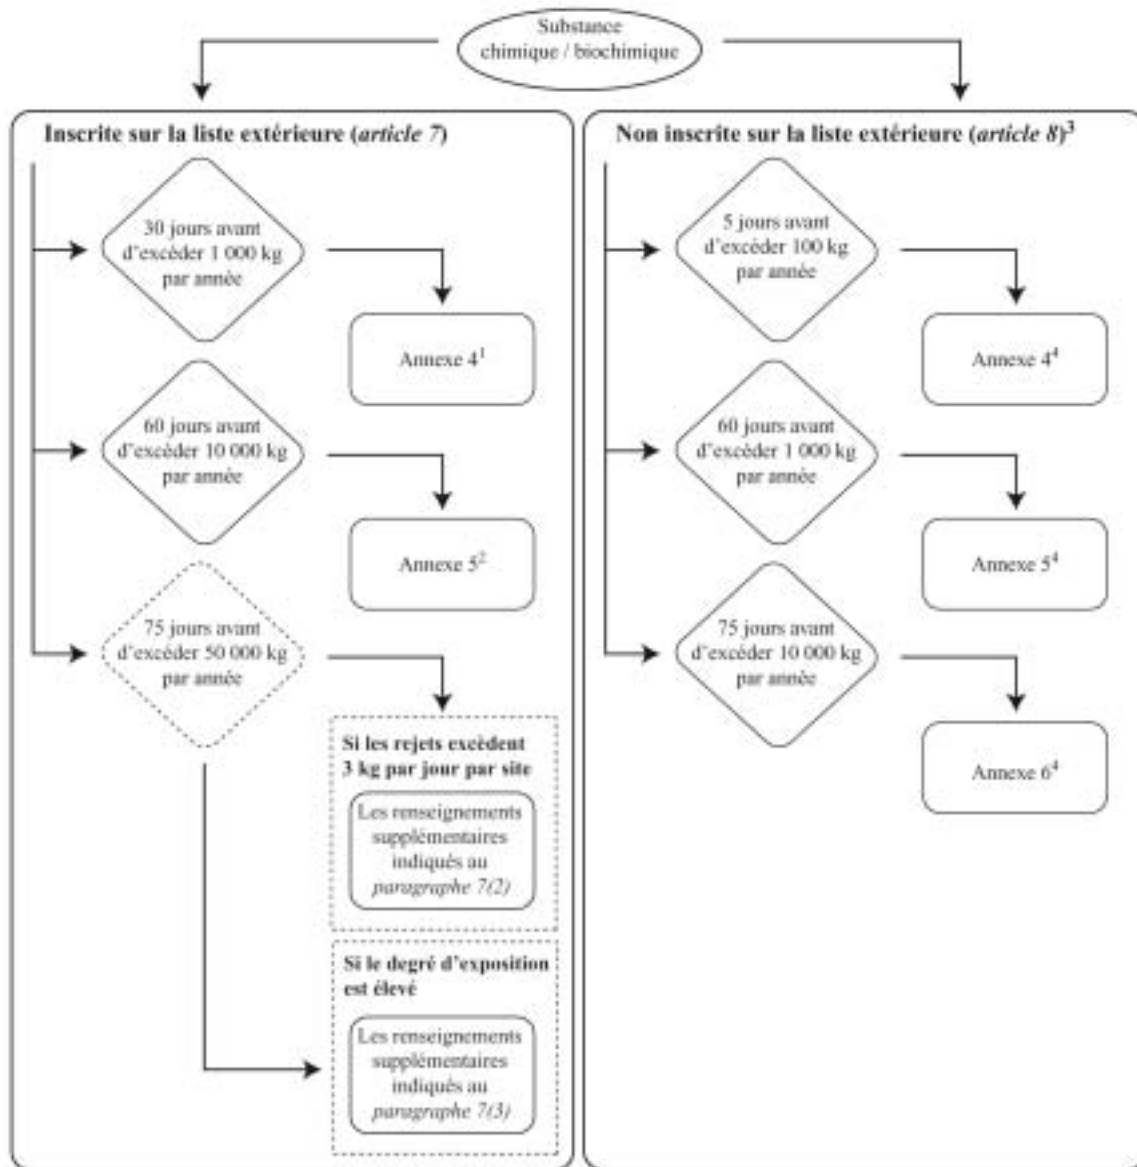 Substance
chimique / biochimique
Inscrite sur la liste extérieure (article 7)
30 jours avant
d'excéder 1 000 kg
par année
Annexe 4¹
60 jours avant
d'excéder 10 000 kg
par année
Annexe 5²
75 jours avant
d'excéder 50 000 kg
par année
Si les rejets excèdent
3 kg par jour par site
Les renseignements
supplémentaires
indiqués au
paragraphe 7(2)
Si le degré d'exposition
est élevé
Les renseignements
supplémentaires
indiqués au
paragraphe 7(3)
Non inscrite sur la liste extérieure (article 8)³
5 jours avant
d'excéder 100 kg
par année
Annexe 4⁴
60 jours avant
d'excéder 1 000 kg
par année
Annexe 5⁴
75 jours avant
d'excéder 10 000 kg
par année
Annexe 6⁴